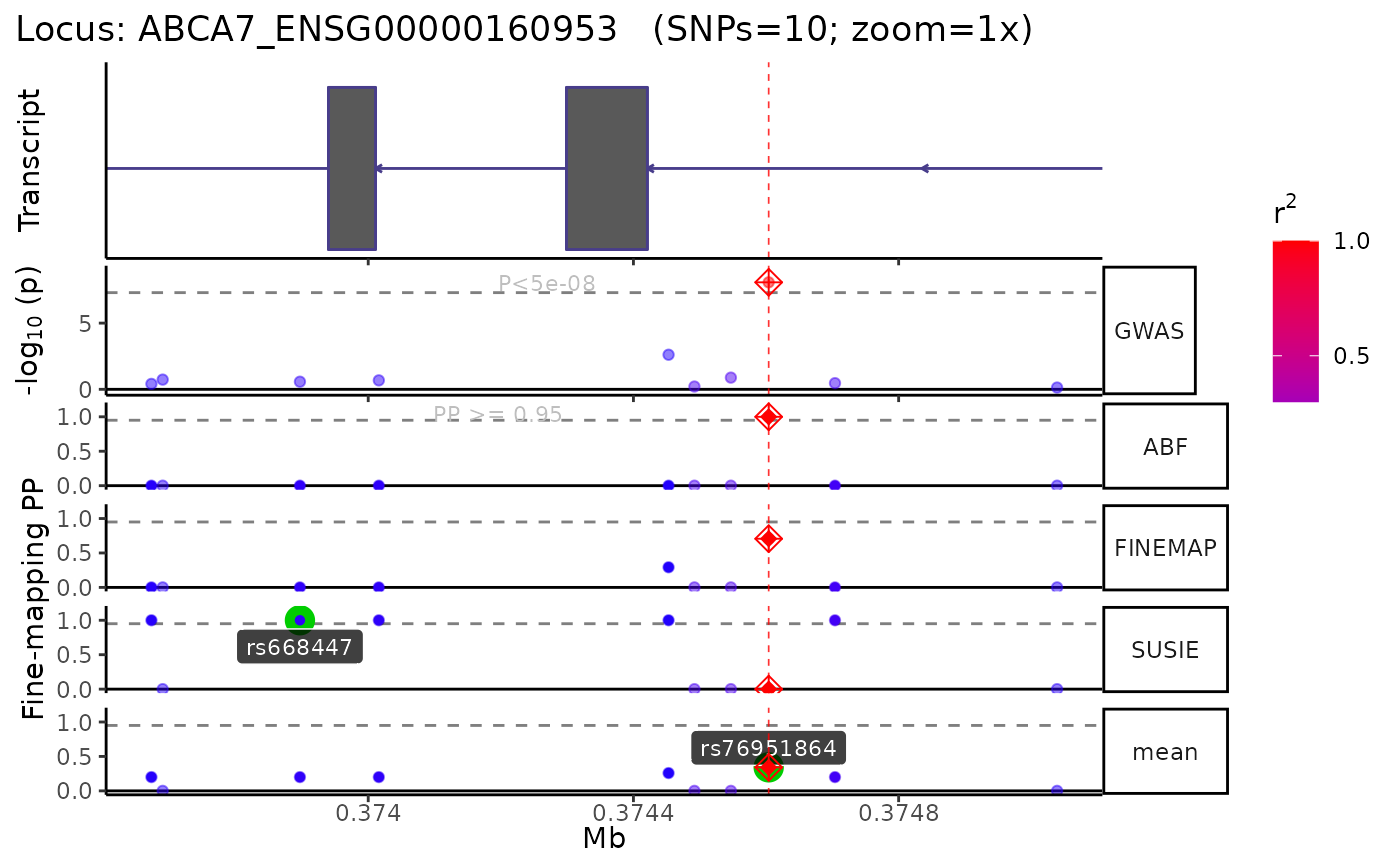 Locus: ABCA7_ENSG00000160953   (SNPs=10; zoom=1x)
Transcript
r2
1.0
0.5
-log10 (p)
5
0
P<5e-08
GWAS
Fine-mapping PP
1.0
0.5
0.0
PP >= 0.95
ABF
1.0
0.5
0.0
FINEMAP
1.0
0.5
0.0
rs668447
SUSIE
1.0
0.5
0.0
rs76951864
mean
0.374
0.3744
0.3748
Mb